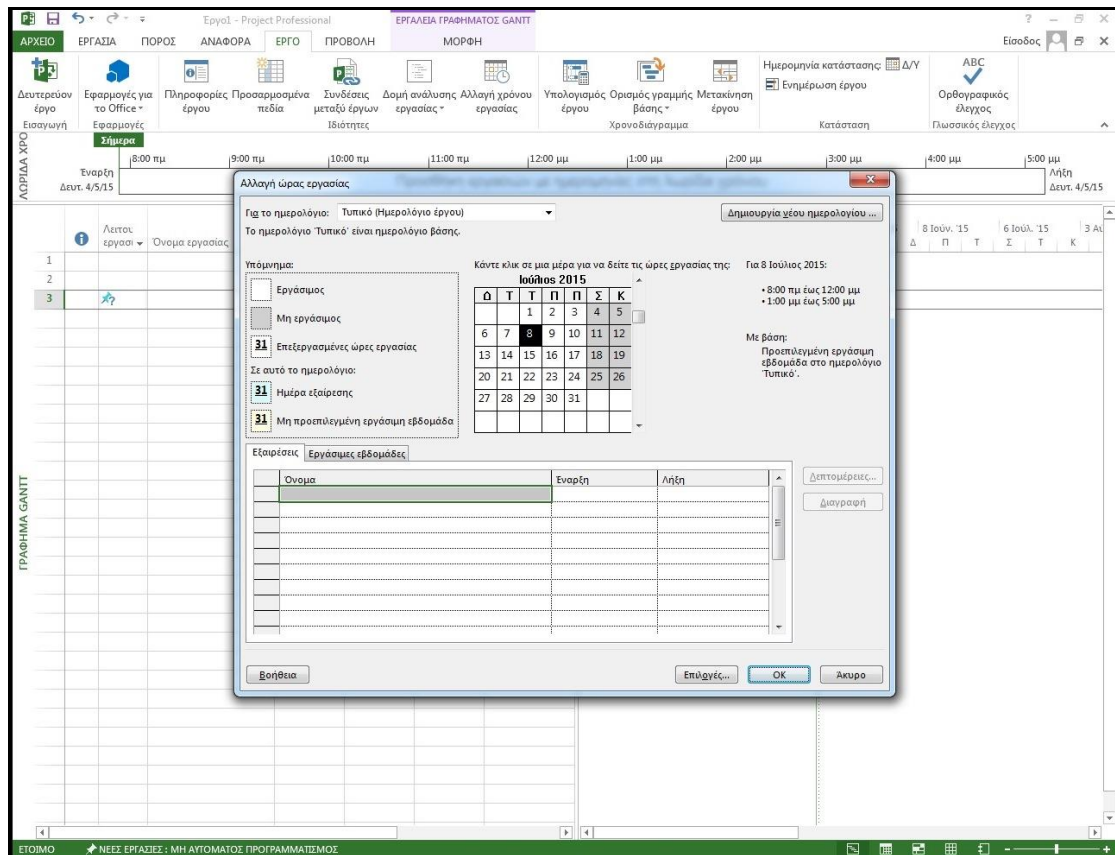 Έργο1 - Project Professional
ΕΡΓΑΛΕΙΑ ΓΡΑΦΗΜΑΤΟΣ GANTT
ΑΡΧΕΙΟ ΕΡΓΑΣΙΑ ΠΟΡΟΣ ΑΝΑΦΟΡΑ ΕΡΓΟ ΠΡΟΒΟΛΗ ΜΟΡΦΗ Είσοδος
Δευτερεύον έργο
Εφαρμογές για το Office
Πληροφορίες έργου
Προσαρμοσμένα πεδία
Συνδέσεις μεταξύ έργων
Δομή ανάλυσης εργασίας
Αλλαγή χρόνου εργασίας
Υπολογισμός έργου
Ορισμός γραμμής βάσης
Μετακίνηση έργου
Ημερομηνία κατάστασης: Δ/Υ
Ενημέρωση έργου
ABC
Ορθογραφικός έλεγχος
Εισαγωγή Εφαρμογές Ιδιότητες Χρονοδιάγραμμα Κατάσταση Γλωσσικός έλεγχος
ΛΩΡΙΔΑ ΧΡΟ
Σήμερα
8:00 πμ 9:00 πμ 10:00 πμ 11:00 πμ 12:00 μμ 1:00 μμ 2:00 μμ 3:00 μμ 4:00 μμ 5:00 μμ
Έναρξη
Δευτ. 4/5/15
Λήξη
Δευτ. 4/5/15
Λειτου εργασι
Όνομα εργασίας
8 Ιούν. '15 6 Ιούλ. '15 3 Αύ
Δ Π Τ Σ Τ Κ
1
2
3
ΓΡΑΦΗΜΑ GANTT
Αλλαγή ώρας εργασίας
Για το ημερολόγιο: Τυπικό (Ημερολόγιο έργου)
Δημιουργία νέου ημερολογίου ...
Το ημερολόγιο 'Τυπικό' είναι ημερολόγιο βάσης.
Υπόμνημα:
Εργάσιμος
Μη εργάσιμος
31 Επεξεργασμένες ώρες εργασίας
Σε αυτό το ημερολόγιο:
31 Ημέρα εξαίρεσης
31 Μη προεπιλεγμένη εργάσιμη εβδομάδα
Κάντε κλικ σε μια μέρα για να δείτε τις ώρες εργασίας της:
Ιούλιος 2015
Δ Τ Τ Π Π Σ Κ
1 2 3 4 5
6 7 8 9 10 11 12
13 14 15 16 17 18 19
20 21 22 23 24 25 26
27 28 29 30 31
Για 8 Ιούλιος 2015:
• 8:00 πμ έως 12:00 μμ
• 1:00 μμ έως 5:00 μμ
Με βάση:
Προεπιλεγμένη εργάσιμη
εβδομάδα στο ημερολόγιο
'Τυπικό'.
Εξαιρέσεις Εργάσιμες εβδομάδες
Όνομα Έναρξη Λήξη
Λεπτομέρειες...
Διαγραφή
Βοήθεια Επιλογές... OK Άκυρο
ΕΤΟΙΜΟ ΝΕΕΣ ΕΡΓΑΣΙΕΣ : ΜΗ ΑΥΤΟΜΑΤΟΣ ΠΡΟΓΡΑΜΜΑΤΙΣΜΟΣ